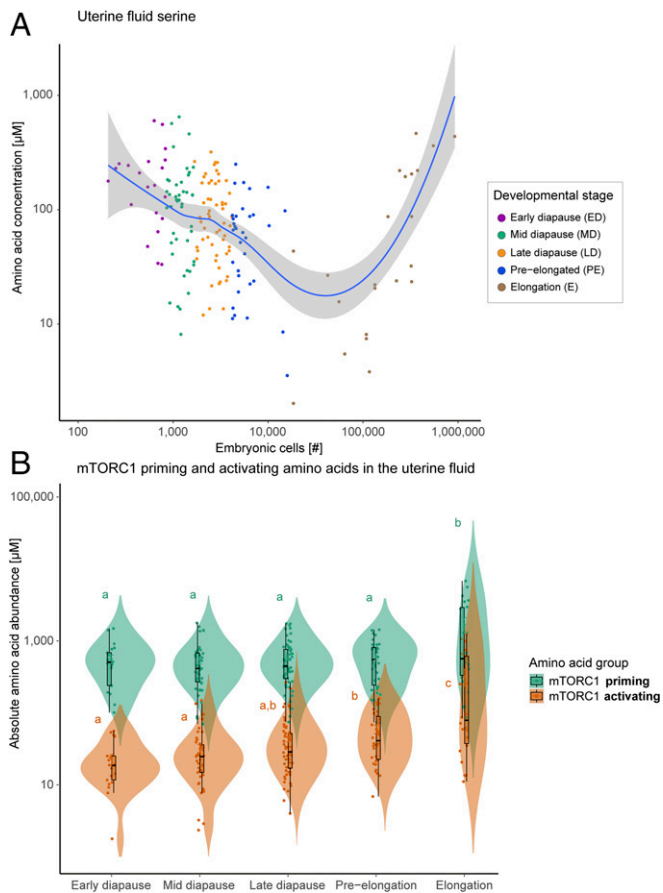 A
Uterine fluid serine
Amino acid concentration [µM]
1,000
100
10
100
1,000
10,000
100,000
1,000,000
Embryonic cells [#]
Developmental stage
Early diapause (ED)
Mid diapause (MD)
Late diapause (LD)
Pre−elongated (PE)
Elongation (E)
B
mTORC1 priming and activating amino acids in the uterine fluid
Absolute amino acid abundance [µM]
100,000
1,000
10
a
a
a
a
b
a
a
a,b
b
c
Early diapause
Mid diapause
Late diapause
Pre−elongation
Elongation
Amino acid group
mTORC1 priming
mTORC1 activating